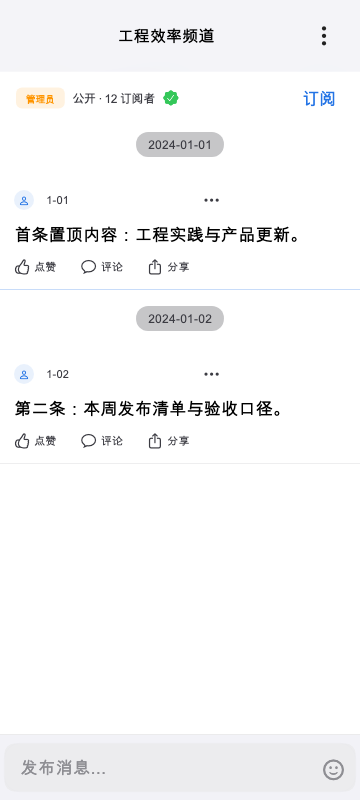 工程效率频道
管理员 公开 · 12 订阅者 订阅
2024-01-01
1-01
首条置顶内容：工程实践与产品更新。
点赞 评论 分享
2024-01-02
1-02
第二条：本周发布清单与验收口径。
点赞 评论 分享
发布消息...